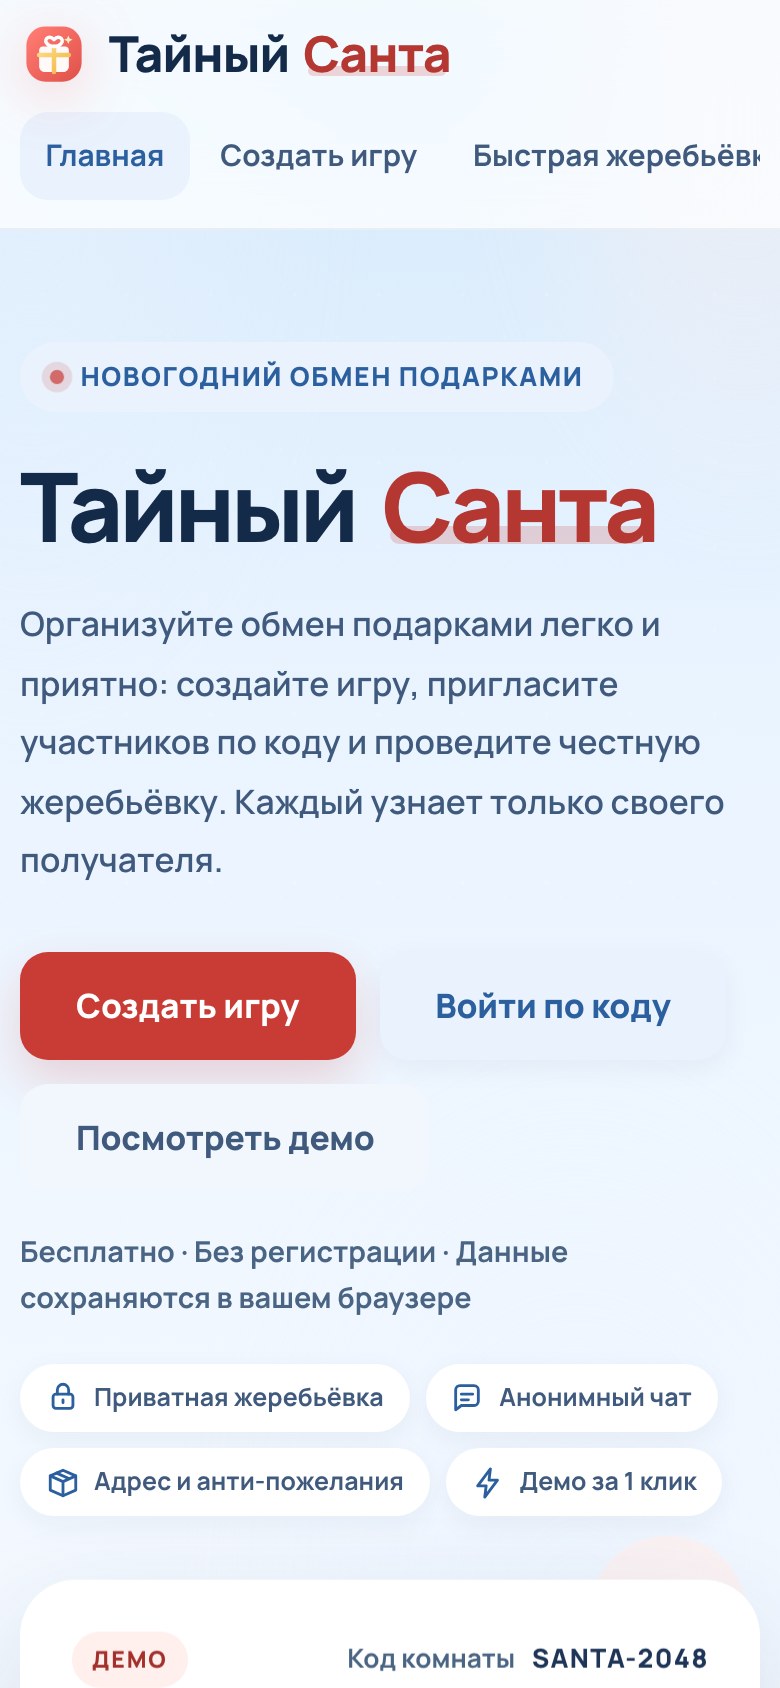 Тайный Санта
Главная Создать игру Быстрая жеребьёвк
НОВОГОДНИЙ ОБМЕН ПОДАРКАМИ
Тайный Санта
Организуйте обмен подарками легко и
приятно: создайте игру, пригласите
участников по коду и проведите честную
жеребьёвку. Каждый узнает только своего
получателя.
Создать игру Войти по коду
Посмотреть демо
Бесплатно · Без регистрации · Данные
сохраняются в вашем браузере
Приватная жеребьёвка Анонимный чат
Адрес и анти-пожелания Демо за 1 клик
ДЕМО Код комнаты SANTA-2048